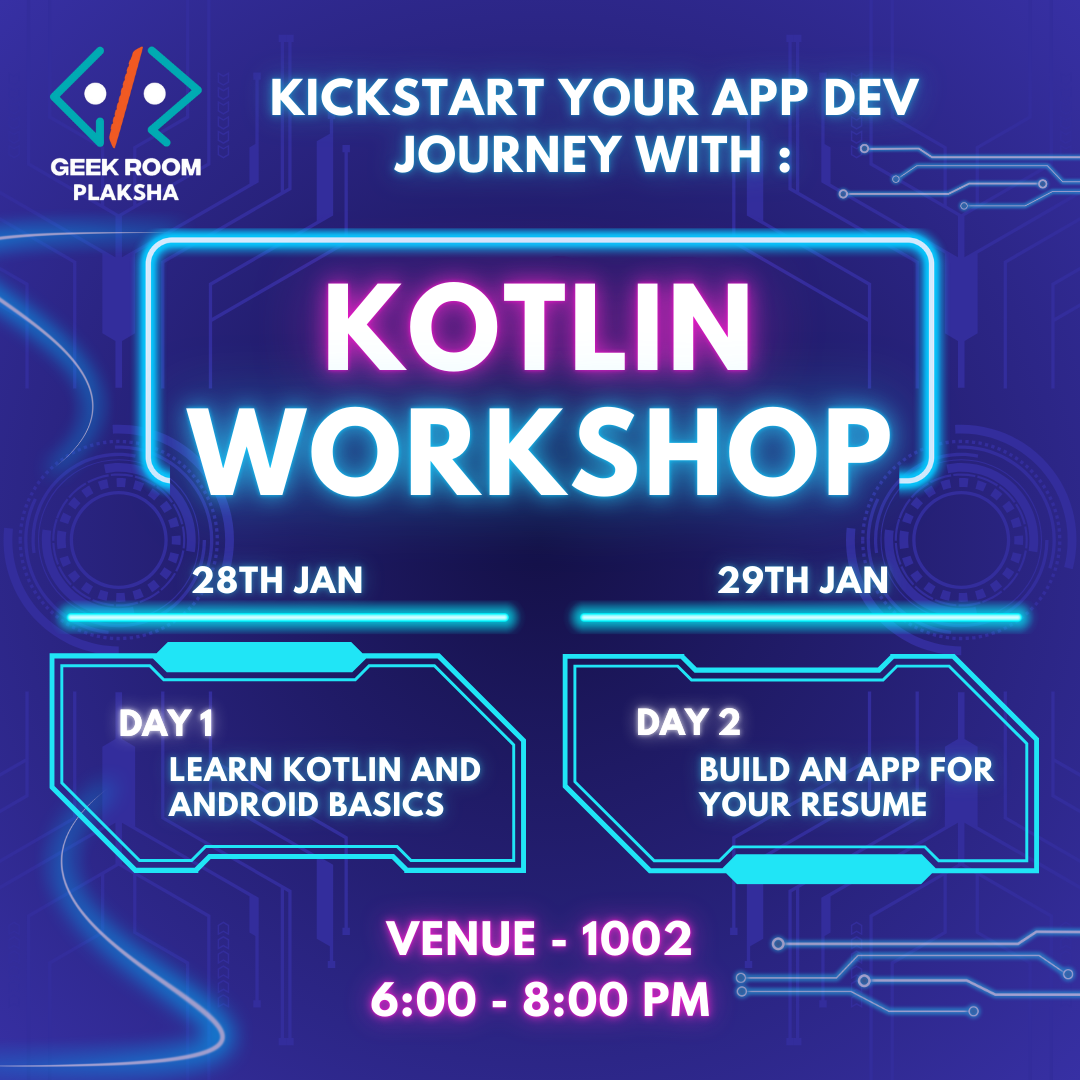 GEEK ROOM
PLAKSHA
KICKSTART YOUR APP DEV
JOURNEY WITH :
KOTLIN
WORKSHOP
28TH JAN
DAY 1
LEARN KOTLIN AND
ANDROID BASICS
29TH JAN
DAY 2
BUILD AN APP FOR
YOUR RESUME
VENUE - 1002
6:00 - 8:00 PM